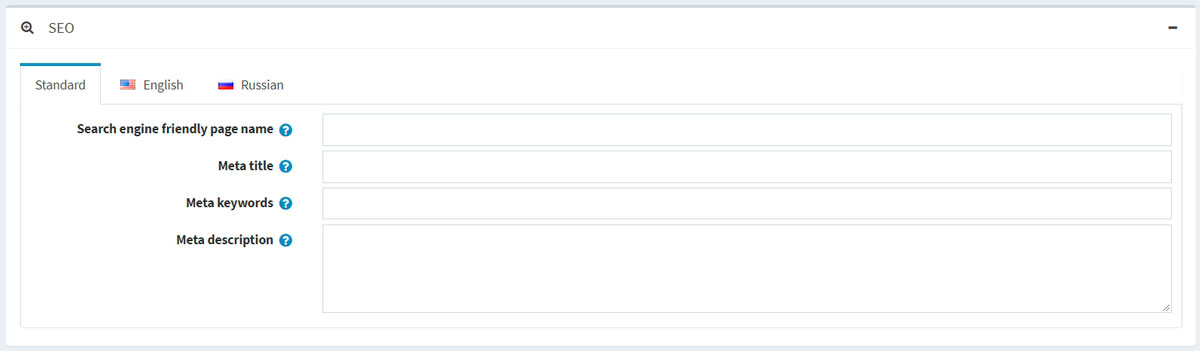 SEO
Standard English Russian
Search engine friendly page name ?
Meta title ?
Meta keywords ?
Meta description ?